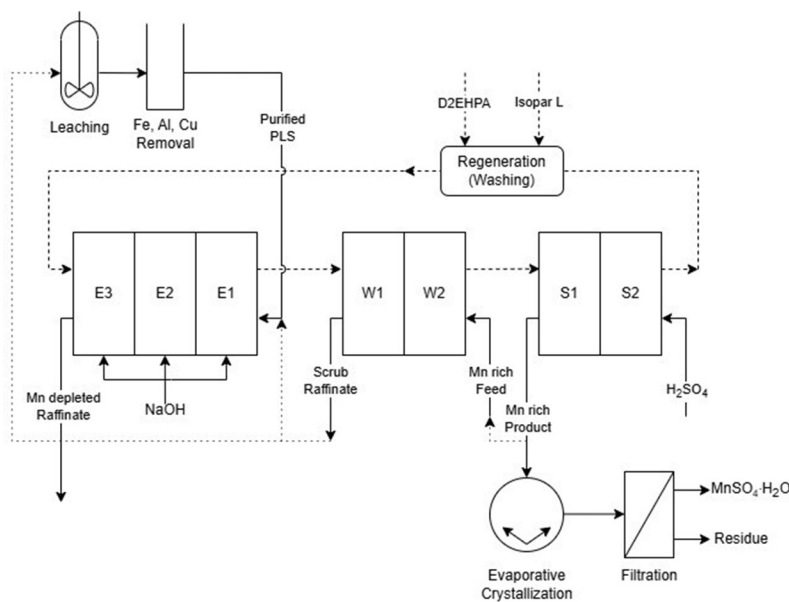 Leaching
Fe, Al, Cu
Removal
Purified
PLS
D2EHPA
Isopar L
Regeneration
(Washing)
E3
E2
E1
W1
W2
S1
S2
Mn depleted
Raffinate
NaOH
Scrub
Raffinate
Mn rich
Feed
Mn rich
Product
H₂SO₄
Evaporative
Crystallization
Filtration
MnSO₄·H₂O
Residue